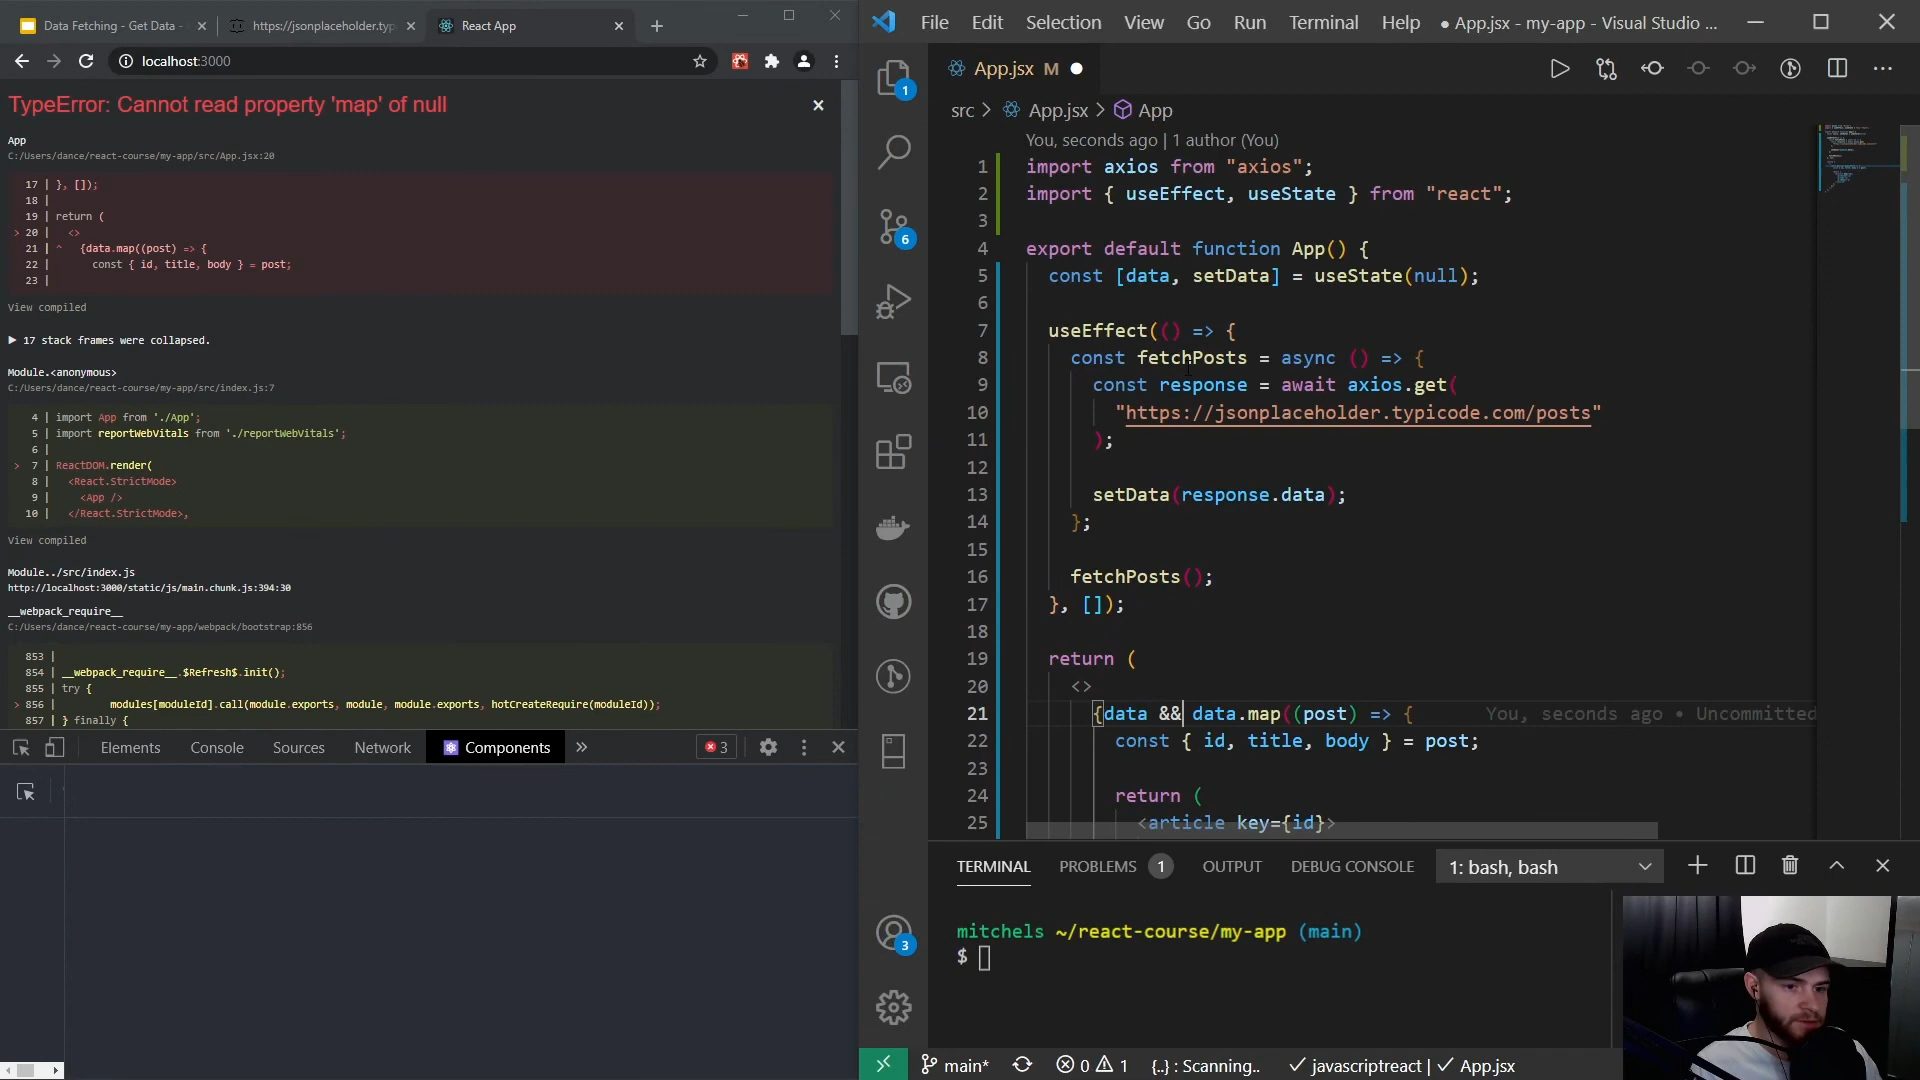 Data Fetching - Get Data -
https://jsonplaceholder.typ
React App
localhost:3000
TypeError: Cannot read property 'map' of null
App
C:/Users/dance/react-course/my-app/src/App.jsx:20
17 | }, []);
18 |
19 | return (
> 20 | <>
21 | ^ {data.map((post) => {
22 | const { id, title, body } = post;
23 |
View compiled
▶ 17 stack frames were collapsed.
Module.<anonymous>
C:/Users/dance/react-course/my-app/src/index.js:7
4 | import App from './App';
5 | import reportWebVitals from './reportWebVitals';
6 |
> 7 | ReactDOM.render(
8 | <React.StrictMode>
9 | <App />
10 | </React.StrictMode>,
View compiled
Module../src/index.js
http://localhost:3000/static/js/main.chunk.js:394:30
__webpack_require__
C:/Users/dance/react-course/my-app/webpack/bootstrap:856
853 |
854 | __webpack_require__.$Refresh$.init();
855 | try {
> 856 | modules[moduleId].call(module.exports, module, module.exports, hotCreateRequire(moduleId));
857 | } finally {
Elements Console Sources Network Components » 3
File Edit Selection View Go Run Terminal Help ● App.jsx - my-app - Visual Studio ...
1
6
3
App.jsx M ●
src > App.jsx > App
You, seconds ago | 1 author (You)
1 import axios from "axios";
2 import { useEffect, useState } from "react";
3
4 export default function App() {
5 const [data, setData] = useState(null);
6
7 useEffect(() => {
8 const fetchPosts = async () => {
9 const response = await axios.get(
10 "https://jsonplaceholder.typicode.com/posts"
11 );
12
13 setData(response.data);
14 };
15
16 fetchPosts();
17 }, []);
18
19 return (
20 <>
21 {data && data.map((post) => { You, seconds ago • Uncommitted
22 const { id, title, body } = post;
23
24 return (
25 <article key={id}>
TERMINAL PROBLEMS 1 OUTPUT DEBUG CONSOLE 1: bash, bash
mitchels ~/react-course/my-app (main)
$
main* 0 1 {..} : Scanning.. ✓ javascriptreact | ✓ App.jsx